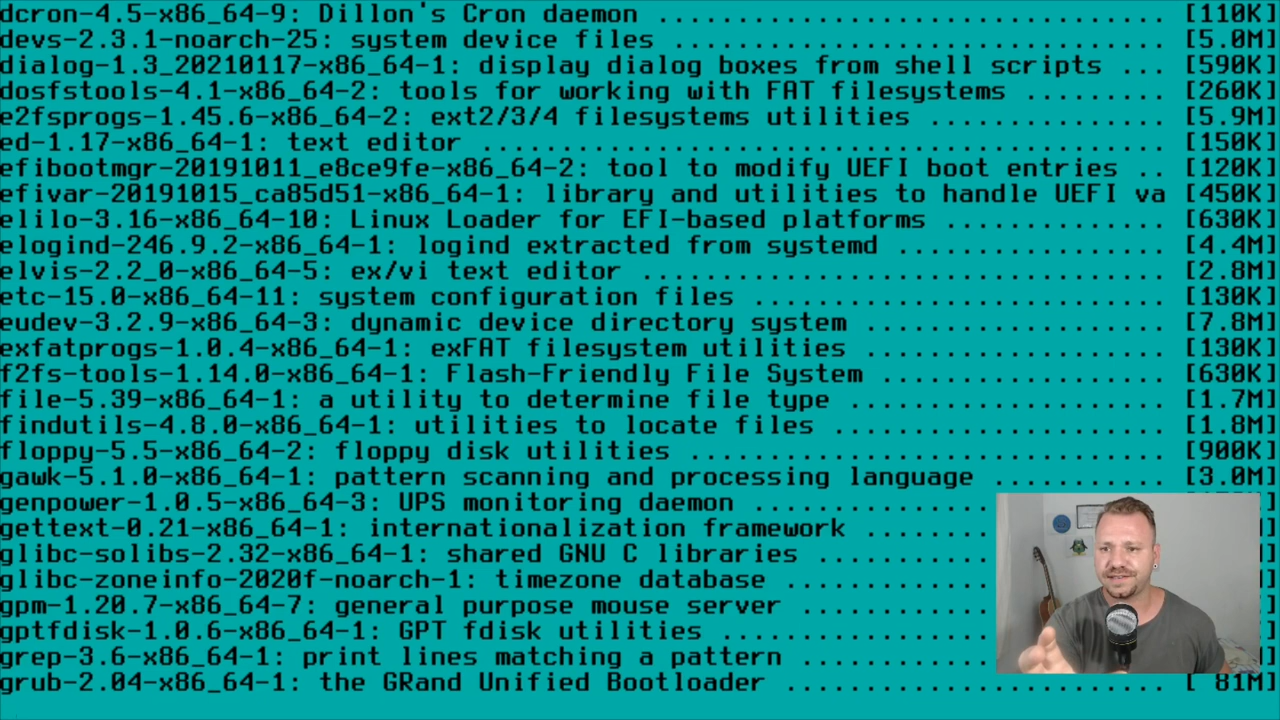 dcron-4.5-x86_64-9: Dillon's Cron daemon ................................ [110K]
devs-2.3.1-noarch-25: system device files ............................... [5.0M]
dialog-1.3_20210117-x86_64-1: display dialog boxes from shell scripts ... [590K]
dosfstools-4.1-x86_64-2: tools for working with FAT filesystems ......... [260K]
e2fsprogs-1.45.6-x86_64-2: ext2/3/4 filesystems utilities ............... [5.9M]
ed-1.17-x86_64-1: text editor ........................................... [150K]
efibootmgr-20191011_e8ce9fe-x86_64-2: tool to modify UEFI boot entries .. [120K]
efivar-20191015_ca85d51-x86_64-1: library and utilities to handle UEFI va [450K]
elilo-3.16-x86_64-10: Linux Loader for EFI-based platforms .............. [630K]
elogind-246.9.2-x86_64-1: logind extracted from systemd ................. [4.4M]
elvis-2.2_0-x86_64-5: ex/vi text editor ................................. [2.8M]
etc-15.0-x86_64-11: system configuration files .......................... [130K]
eudev-3.2.9-x86_64-3: dynamic device directory system ................... [7.8M]
exfatprogs-1.0.4-x86_64-1: exFAT filesystem utilities ................... [130K]
f2fs-tools-1.14.0-x86_64-1: Flash-Friendly File System .................. [630K]
file-5.39-x86_64-1: a utility to determine file type .................... [1.7M]
findutils-4.8.0-x86_64-1: utilities to locate files ..................... [1.8M]
floppy-5.5-x86_64-2: floppy disk utilities .............................. [900K]
gawk-5.1.0-x86_64-1: pattern scanning and processing language ........... [3.0M]
genpower-1.0.5-x86_64-3: UPS monitoring daemon ................
gettext-0.21-x86_64-1: internationalization framework ........
glibc-solibs-2.32-x86_64-1: shared GNU C libraries ............
glibc-zoneinfo-2020f-noarch-1: timezone database .............
gpm-1.20.7-x86_64-7: general purpose mouse server .............
gptfdisk-1.0.6-x86_64-1: GPT fdisk utilities .................
grep-3.6-x86_64-1: print lines matching a pattern ............
grub-2.04-x86_64-1: the GRand Unified Bootloader ........................ [ 81M]